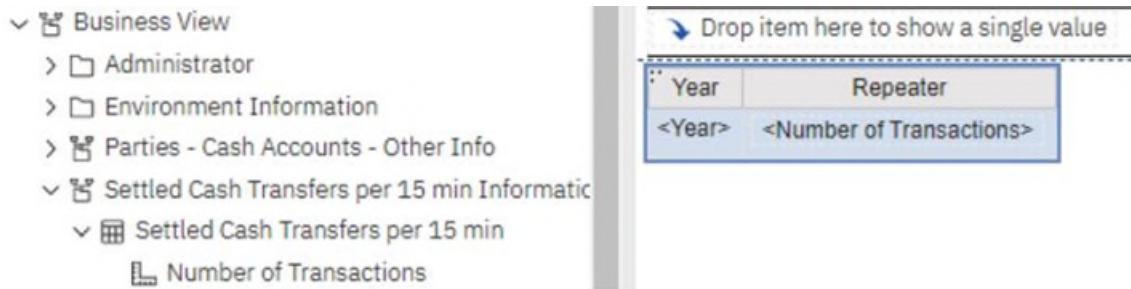 Business View
Administrator
Environment Information
Parties - Cash Accounts - Other Info
Settled Cash Transfers per 15 min Informatic
Settled Cash Transfers per 15 min
Number of Transactions
Drop item here to show a single value
Year Repeater
<Year> <Number of Transactions>